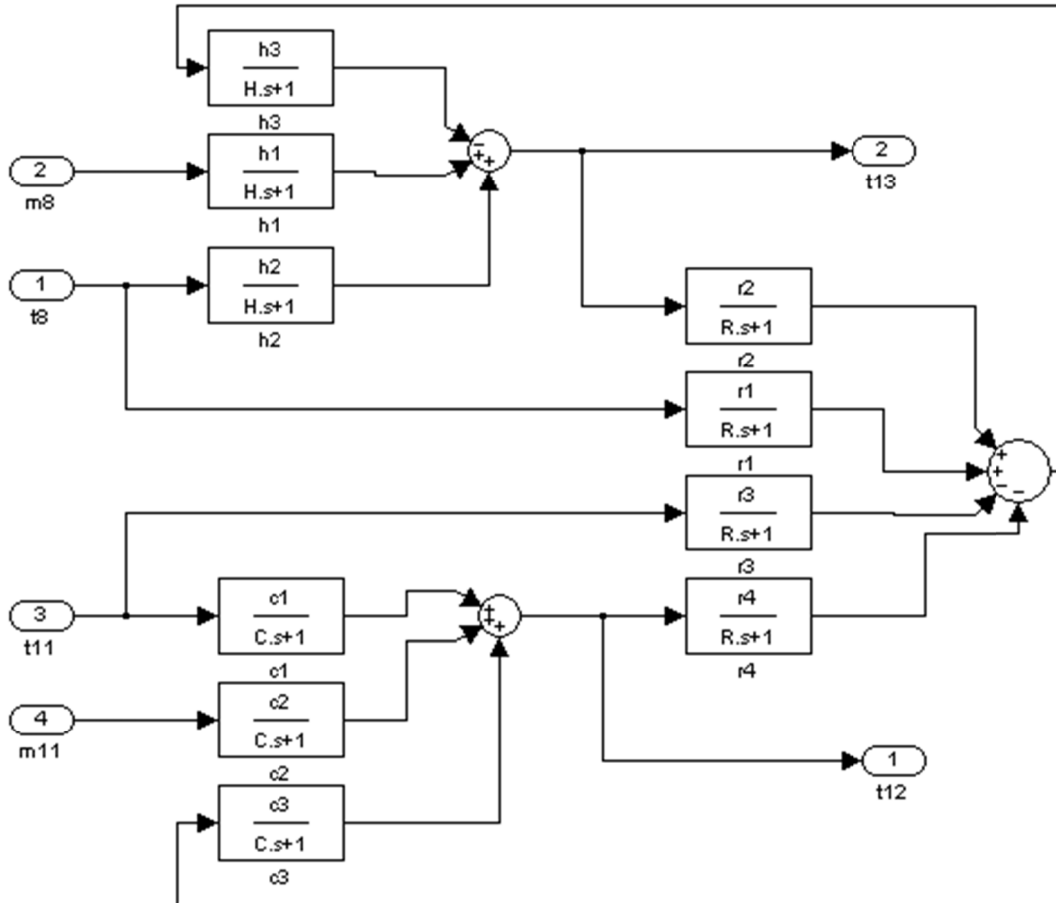 h3
H.s+1
h3
−
+
+
2
m8
h1
H.s+1
h1
2
t13
1
t8
h2
H.s+1
h2
r2
R.s+1
r2
r1
R.s+1
r1
+
+
−
−
r3
R.s+1
r3
3
t11
c1
C.s+1
c1
+
+
+
r4
R.s+1
r4
4
m11
c2
C.s+1
c2
1
t12
c3
C.s+1
c3